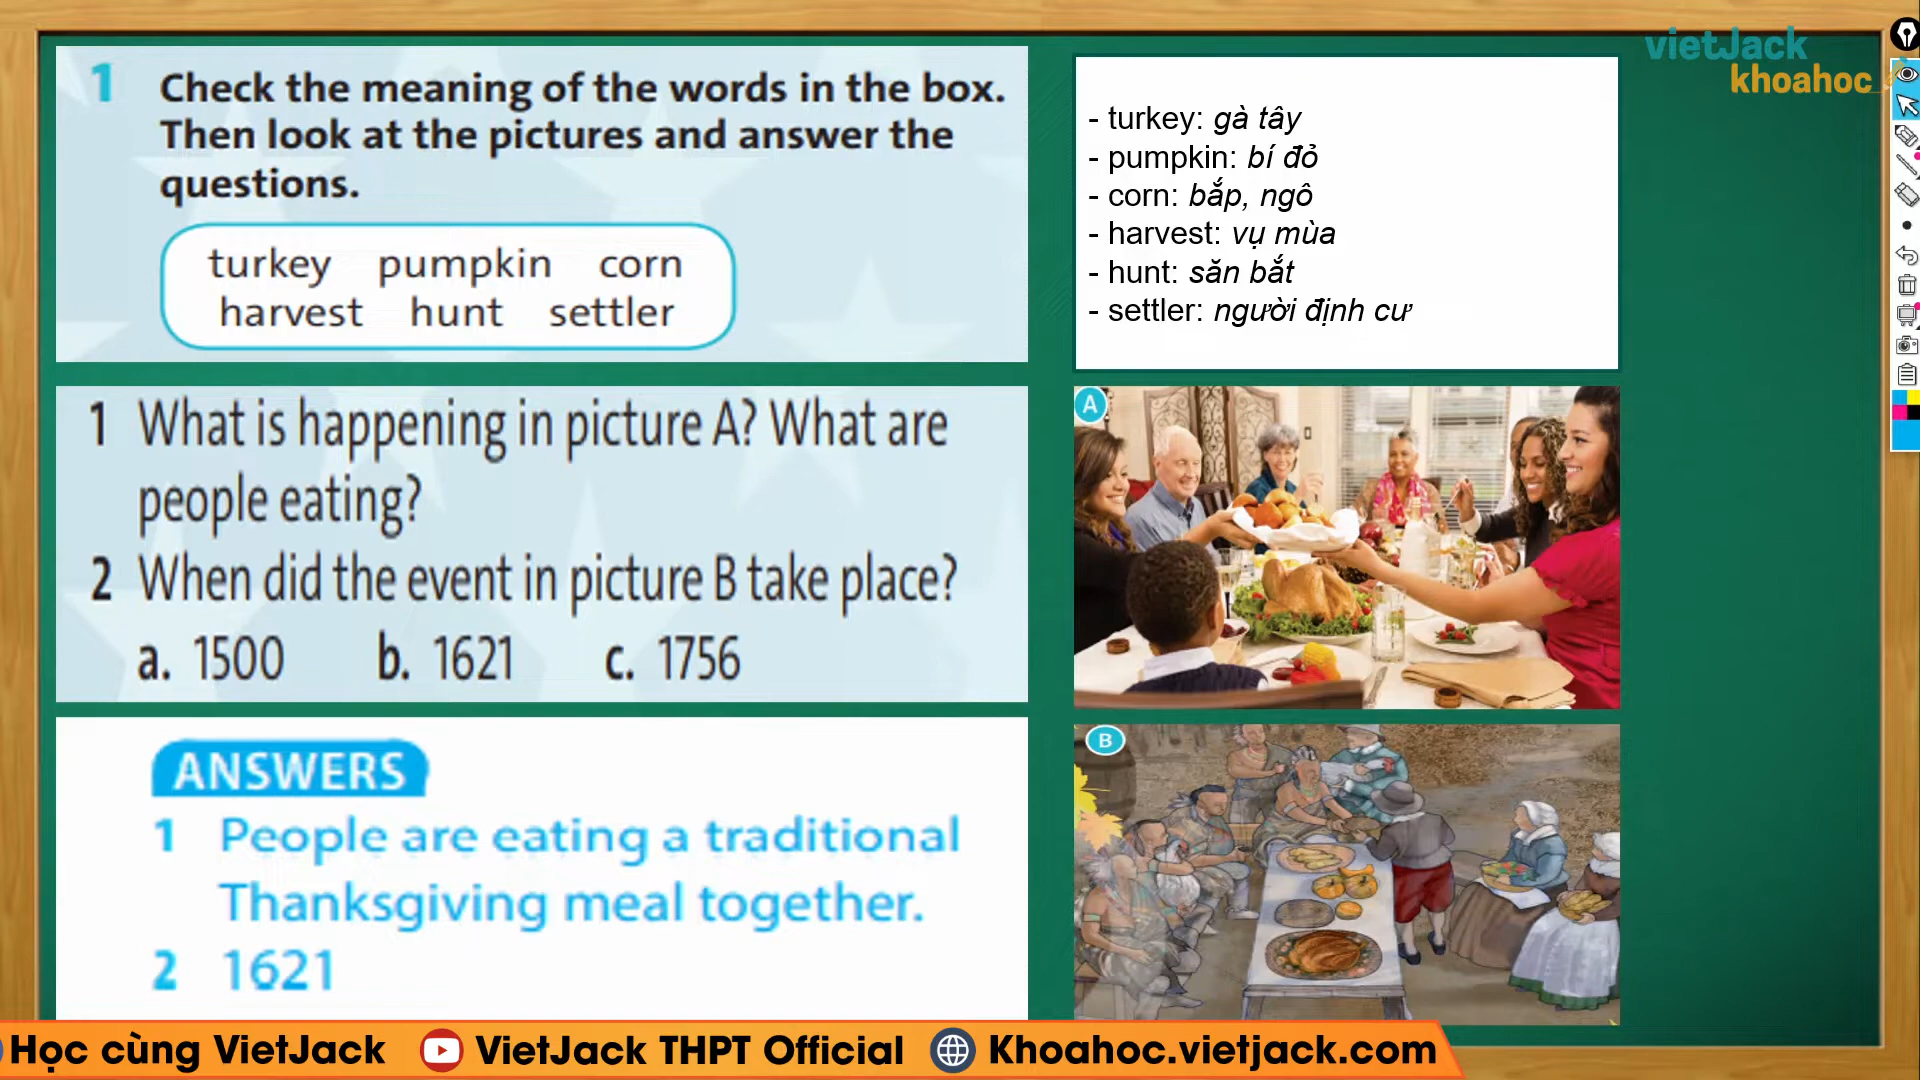 vietJack
khoahoc
1 Check the meaning of the words in the box.
Then look at the pictures and answer the
questions.
turkey pumpkin corn
harvest hunt settler
- turkey: gà tây
- pumpkin: bí đỏ
- corn: bắp, ngô
- harvest: vụ mùa
- hunt: săn bắt
- settler: người định cư
1 What is happening in picture A? What are
people eating?
2 When did the event in picture B take place?
a. 1500 b. 1621 c. 1756
A
ANSWERS
1 People are eating a traditional
Thanksgiving meal together.
2 1621
B
Học cùng VietJack VietJack THPT Official Khoahoc.vietjack.com